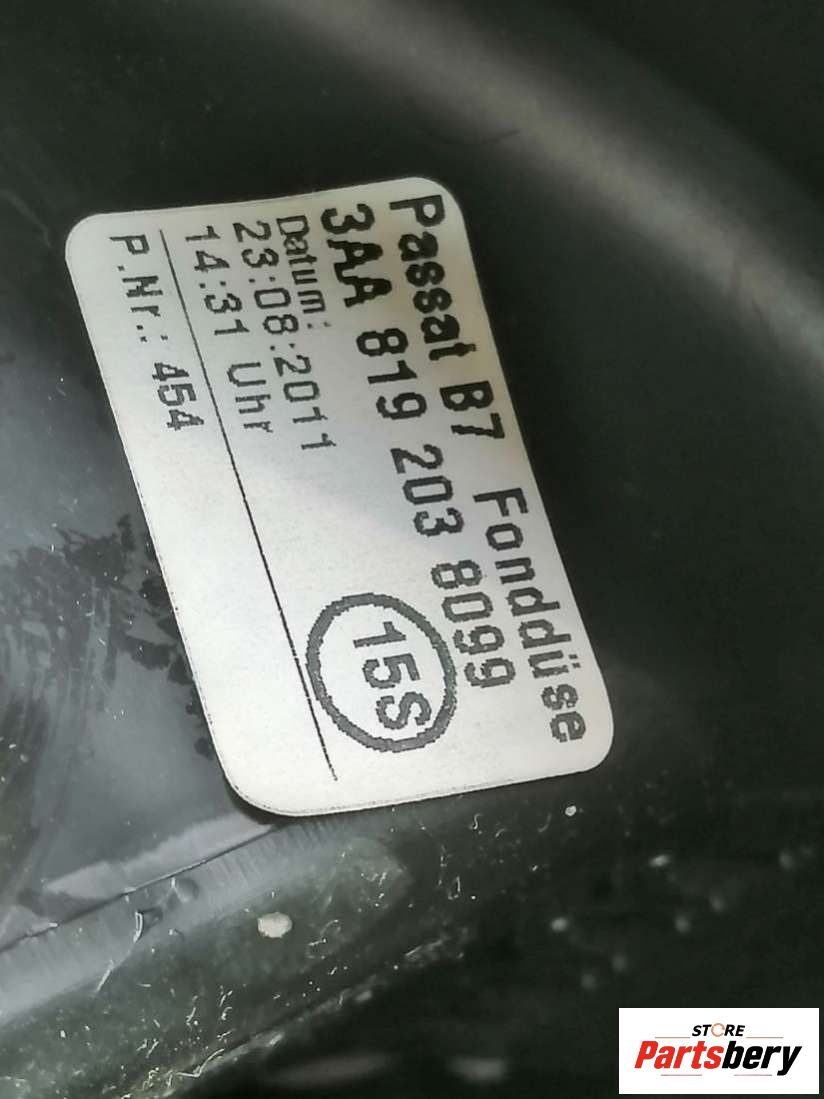 Passat B7 Fonddüse
3AA 819 203 8099
Datum:
23:08:2011
14:31 Uhr
15S
P.Nr.: 454
STORE
Partsbery